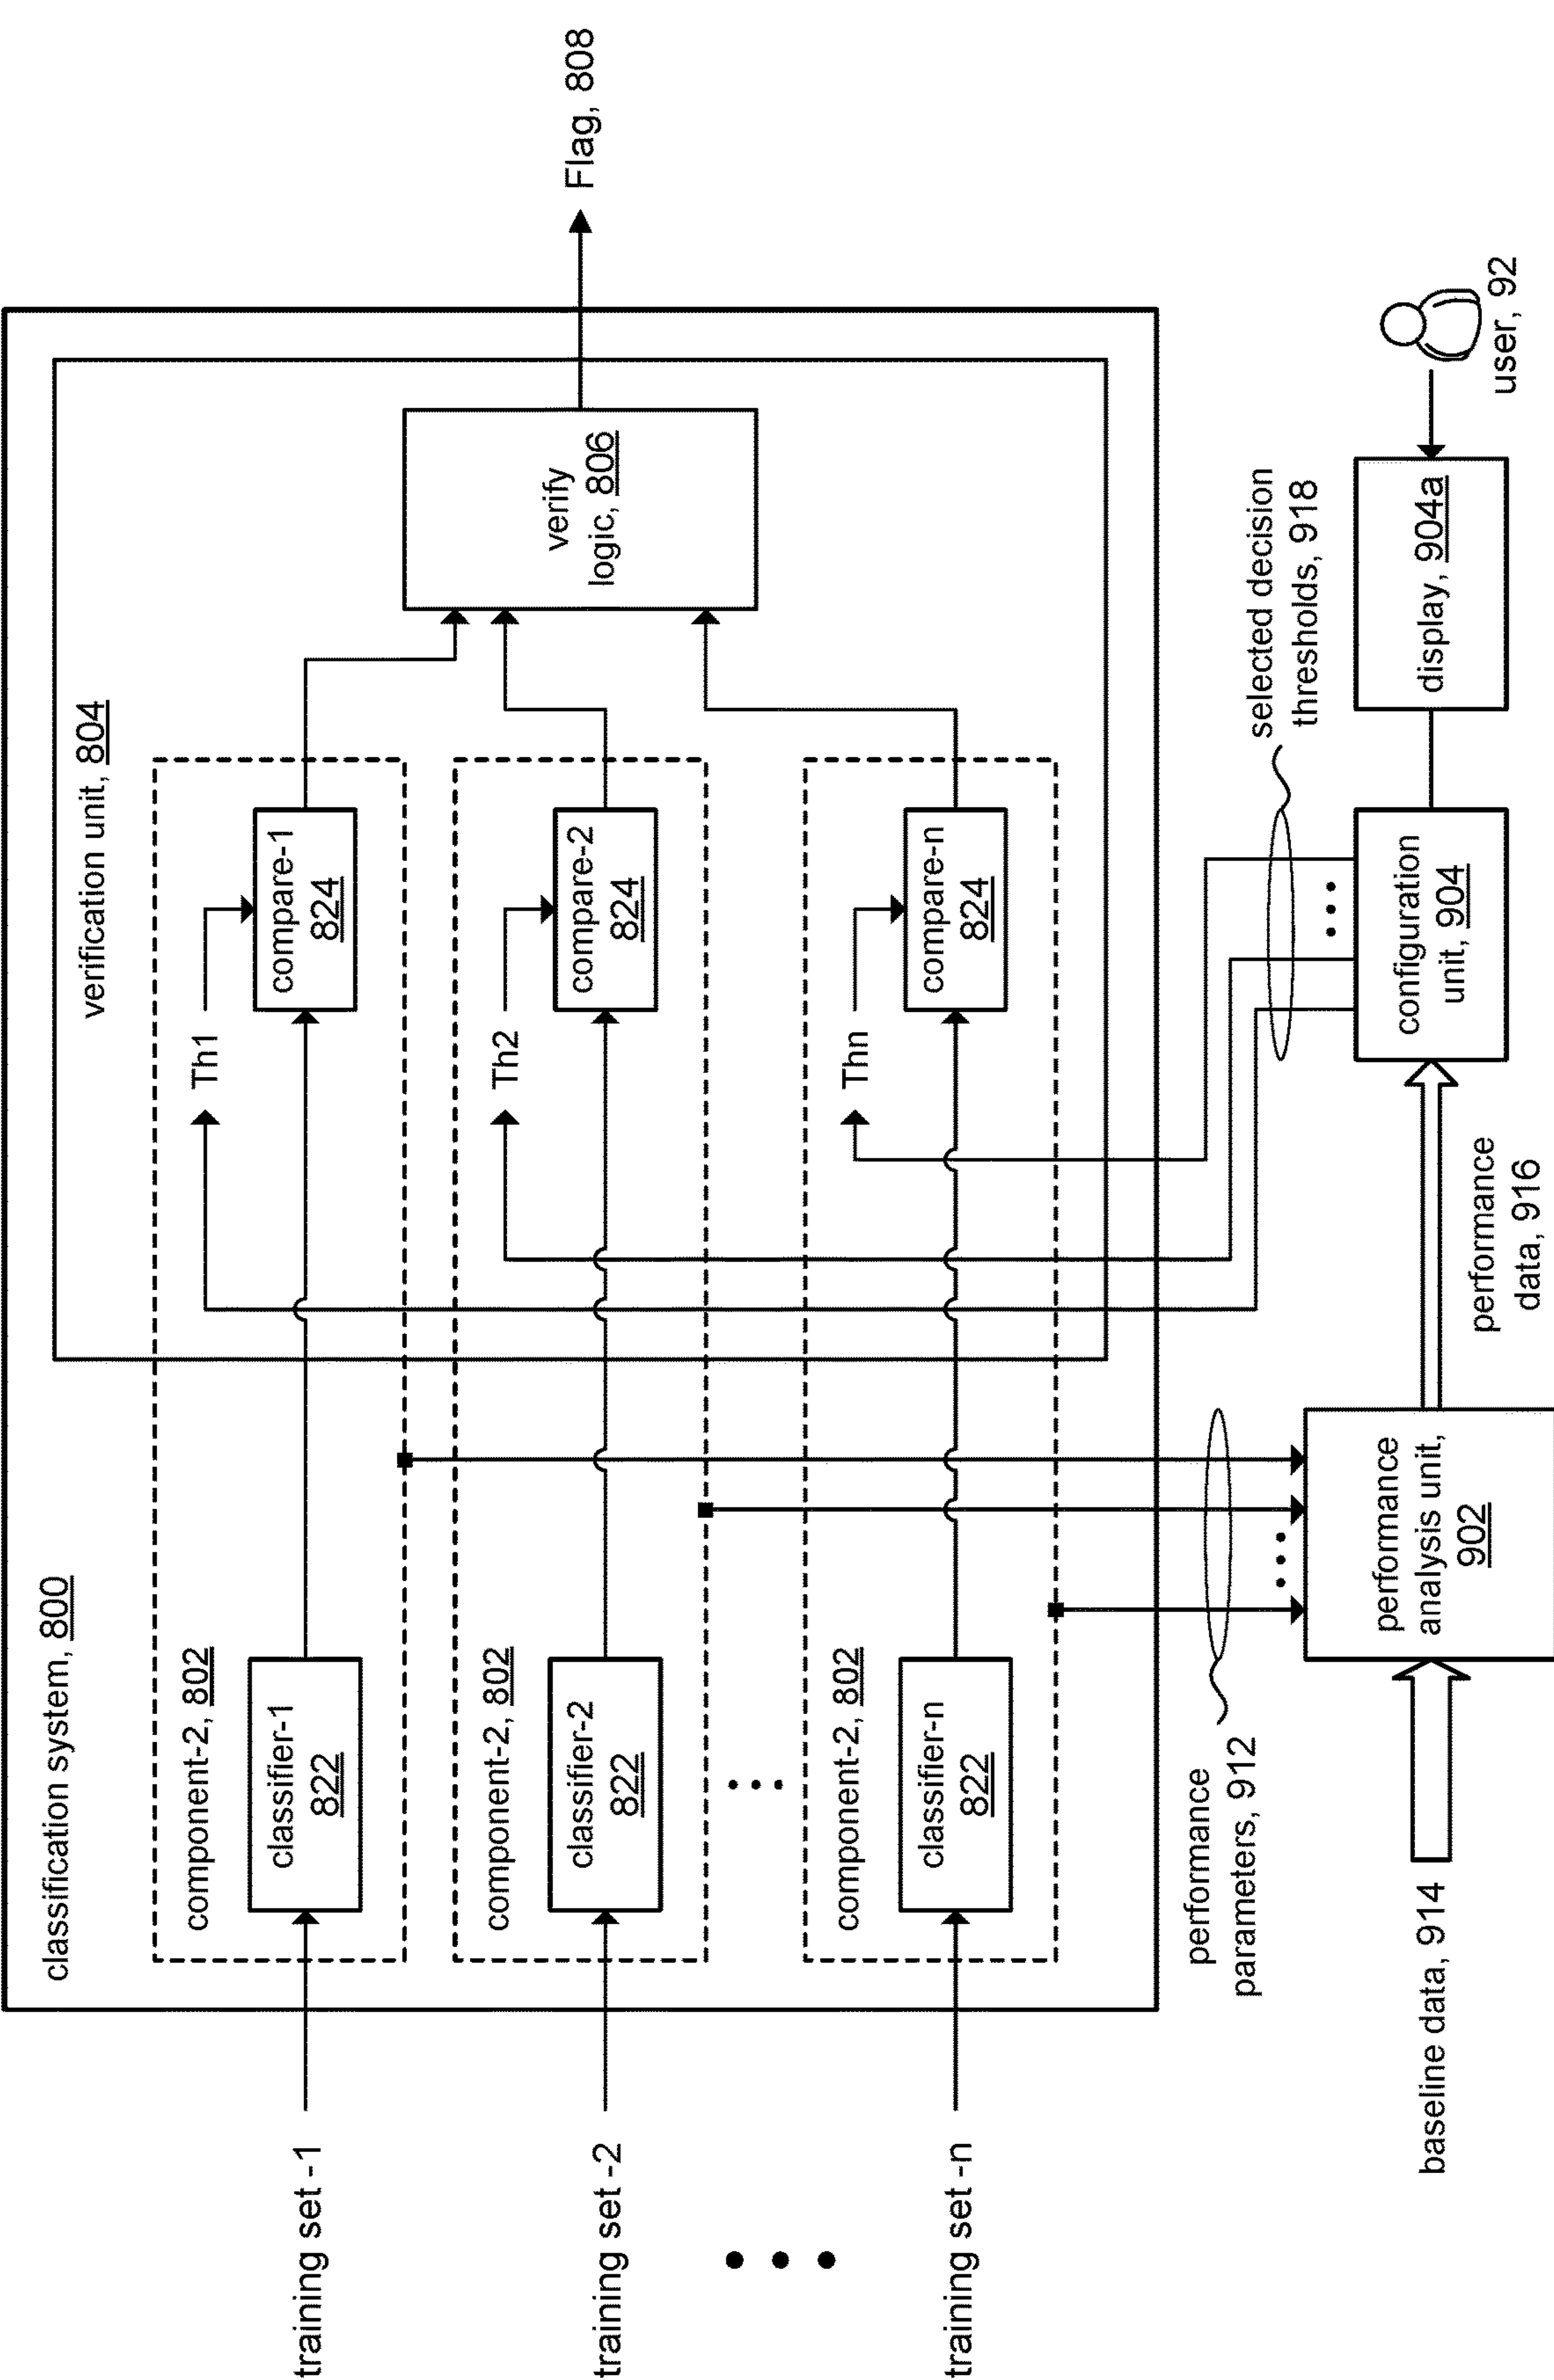 classification system, 800
verification unit, 804
training set -1
component-2, 802
classifier-1
822
Th1
compare-1
824
training set -2
component-2, 802
classifier-2
822
Th2
compare-2
824
verify
logic, 806
Flag, 808
training set -n
component-2, 802
classifier-n
822
Thn
compare-n
824
performance
parameters, 912
selected decision
thresholds, 918
baseline data, 914
performance
analysis unit,
902
performance
data, 916
configuration
unit, 904
display, 904a
user, 92